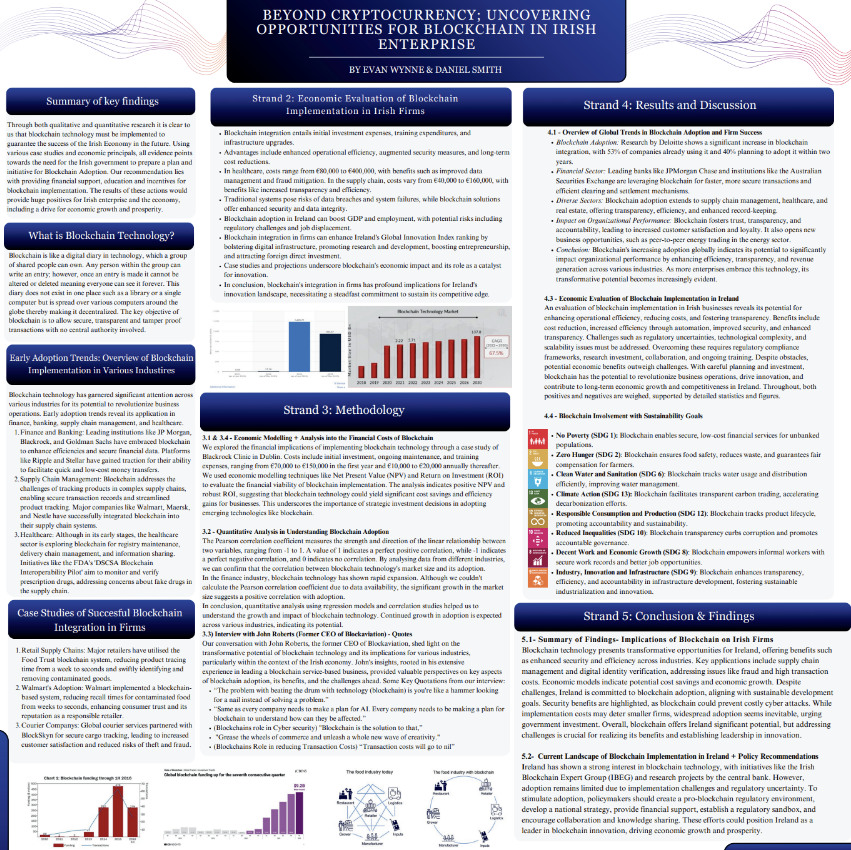 BEYOND CRYPTOCURRENCY; UNCOVERING
OPPORTUNITIES FOR BLOCKCHAIN IN IRISH
ENTERPRISE
BY EVAN WYNNE & DANIEL SMITH
Summary of key findings
Through both qualitative and quantitative research it is clear to
us that blockchain technology must be implemented to
guarantee the success of the Irish Economy in the future. Using
various case studies and economic principals, all evidence points
towards the need for the Irish government to prepare a plan and
initiative for Blockchain Adoption. Our recommendation lies
with providing financial support, education and incentives for
blockchain implementation. The results of these actions would
provide huge positives for Irish enterprise and the economy,
including a drive for economic growth and prosperity.
What is Blockchain Technology?
Blockchain is like a digital diary in technology, which a group
of shared people can own. Any person within the group can
write an entry; however, once an entry is made it cannot be
altered or deleted meaning everyone can see it forever. This
diary does not exist in one place such as a library or a single
computer but is spread over various computers around the
globe thereby making it decentralized. The key objective of
blockchain is to allow secure, transparent and tamper proof
transactions with no central authority involved.
Early Adoption Trends: Overview of Blockchain
Implementation in Various Industires
Blockchain technology has garnered significant attention across
various industries for its potential to revolutionize business
operations. Early adoption trends reveal its application in
finance, banking, supply chain management, and healthcare.
1. Finance and Banking: Leading institutions like JP Morgan,
Blackrock, and Goldman Sachs have embraced blockchain
to enhance efficiencies and secure financial data. Platforms
like Ripple and Stellar have gained traction for their ability
to facilitate quick and low-cost money transfers.
2. Supply Chain Management: Blockchain addresses the
challenges of tracking products in complex supply chains,
enabling secure transaction records and streamlined
product tracking. Major companies like Walmart, Maersk,
and Nestle have successfully integrated blockchain into
their supply chain systems.
3. Healthcare: Although in its early stages, the healthcare
sector is exploring blockchain for registry maintenance,
delivery chain management, and information sharing.
Initiatives like the FDA's 'DSCSA Blockchain
Interoperability Pilot' aim to monitor and verify
prescription drugs, addressing concerns about fake drugs in
the supply chain.
Case Studies of Succesful Blockchain
Integration in Firms
1. Retail Supply Chains: Major retailers have utilised the
Food Trust blockchain system, reducing product tracing
time from a week to seconds and swiftly identifying and
removing contaminated goods.
2. Walmart's Adoption: Walmart implemented a blockchain-
based system, reducing recall times for contaminated food
from weeks to seconds, enhancing consumer trust and its
reputation as a responsible retailer.
3. Courier Companys: Global courier services partnered with
BlockSkyn for secure cargo tracking, leading to increased
customer satisfaction and reduced risks of theft and fraud.
Chart 1: Blockchain funding through 1H 2016
Strand 2: Economic Evaluation of Blockchain
Implementation in Irish Firms
• Blockchain integration entails initial investment expenses, training expenditures, and
infrastructure upgrades.
• Advantages include enhanced operational efficiency, augmented security measures, and long-term
cost reductions.
• In healthcare, costs range from €80,000 to €400,000, with benefits such as improved data
management and fraud mitigation. In the supply chain, costs vary from €40,000 to €160,000, with
benefits like increased transparency and efficiency.
• Traditional systems pose risks of data breaches and system failures, while blockchain solutions
offer enhanced security and data integrity.
• Blockchain adoption in Ireland can boost GDP and employment, with potential risks including
regulatory challenges and job displacement.
• Blockchain integration in firms can enhance Ireland's Global Innovation Index ranking by
bolstering digital infrastructure, promoting research and development, boosting entrepreneurship,
and attracting foreign direct investment.
• Case studies and projections underscore blockchain's economic impact and its role as a catalyst
for innovation.
• In conclusion, blockchain's integration in firms has profound implications for Ireland's
innovation landscape, necessitating a steadfast commitment to sustain its competitive edge.
Blockchain Technology Market
CAGR
57.5%
2018 2019 2020 2021 2022 2023 2024 2025 2026 2027 2028 2029 2030
Strand 3: Methodology
3.1 & 3.4 - Economic Modelling + Analysis into the Financial Costs of Blockchain
We explored the financial implications of implementing blockchain technology through a case study of
Blackrock Clinic in Dublin. Costs include initial investment, ongoing maintenance, and training
expenses, ranging from €70,000 to €150,000 in the first year and €10,000 to €20,000 annually thereafter.
We used economic modelling techniques like Net Present Value (NPV) and Return on Investment (ROI)
to evaluate the financial viability of blockchain implementation. The analysis indicates positive NPV and
robust ROI, suggesting that blockchain technology could yield significant cost savings and efficiency
gains for businesses. This underscores the importance of strategic investment decisions in adopting
emerging technologies like blockchain.
3.2 - Quantitative Analysis in Understanding Blockchain Adoption
The Pearson correlation coefficient measures the strength and direction of the linear relationship between
two variables, ranging from -1 to 1. A value of 1 indicates a perfect positive correlation, while -1 indicates
a perfect negative correlation, and 0 indicates no correlation. By analysing data from different industries,
we can confirm that the correlation between blockchain technology's market size and its adoption.
In the finance industry, blockchain technology has shown rapid expansion. Although we couldn't
calculate the Pearson correlation coefficient due to data availability, the significant growth in the market
size suggests a positive correlation with adoption.
In conclusion, quantitative analysis using regression models and correlation studies helped us to
understand the growth and impact of blockchain technology. Continued growth in adoption is expected
across various industries, indicating its potential.
3.3) Interview with John Roberts (Former CEO of Blockaviation) - Quotes
Our conversation with John Roberts, the former CEO of Blockaviation, shed light on the
transformative potential of blockchain technology and its implications for various industries,
particularly within the context of the Irish economy. John's insights, rooted in his extensive
experience in leading a blockchain service-based business, provided valuable perspective on key aspects
of blockchain adoption, its benefits, and the challenges ahead. Some Key Quotations from our interview:
• "The problem with beating the drum with technology (blockchain) is you're like a hammer looking
for a nail instead of solving a problem."
• "Same as every company needs to make a plan for AI. Every company needs to be making a plan for
blockchain to understand how can they be affected."
• (Blockchains role in Cyber security) "Blockchain is the solution to that,"
• "Grease the wheels of commerce and unleash a whole new wave of creativity."
• (Blockchains Role in reducing Transaction Costs) "Transaction costs will go to nil"
Global blockchain funding up for the seventh consecutive quarter
The food industry today
Restaurant
Retailer
Logistics
Grower
Inputs
Manufacturer
The food industry with blockchain
Restaurant
Retailer
Logistics
Grower
Inputs
Manufacturer
Strand 4: Results and Discussion
4.1 - Overview of Global Trends in Blockchain Adoption and Firm Success
• Blockchain Adoption: Research by Deloitte shows a significant increase in blockchain
integration, with 53% of companies already using it and 40% planning to adopt it within two
years.
• Financial Sector: Leading banks like JPMorgan Chase and institutions like the Australian
Securities Exchange are leveraging blockchain for faster, more secure transactions and
efficient clearing and settlement mechanisms.
• Diverse Sectors: Blockchain adoption extends to supply chain management, healthcare, and
real estate, offering transparency, efficiency, and enhanced record-keeping.
• Impact on Organizational Performance: Blockchain fosters trust, transparency, and
accountability, leading to increased customer satisfaction and loyalty. It also opens new
business opportunities, such as peer-to-peer energy trading in the energy sector.
• Conclusion: Blockchain's increasing adoption globally indicates its potential to significantly
impact organizational performance by enhancing efficiency, transparency, and revenue
generation across various industries. As more enterprises embrace this technology, its
transformative potential becomes increasingly evident.
4.3 - Economic Evaluation of Blockchain Implementation in Ireland
An evaluation of blockchain implementation in Irish businesses reveals its potential for
enhancing operational efficiency, reducing costs, and fostering transparency. Benefits include
cost reduction, increased efficiency through automation, improved security, and enhanced
transparency. Challenges such as regulatory uncertainties, technological complexity, and
scalability issues must be addressed. Overcoming these requires regulatory compliance
frameworks, research investment, collaboration, and ongoing training. Despite obstacles,
potential economic benefits outweigh challenges. With careful planning and investment,
blockchain has the potential to revolutionize business operations, drive innovation, and
contribute to long-term economic growth and competitiveness in Ireland. Throughout, both
positives and negatives are weighed, supported by detailed statistics and figures.
4.4 - Blockchain Involvement with Sustainability Goals
• No Poverty (SDG 1): Blockchain enables secure, low-cost financial services for unbanked
populations.
• Zero Hunger (SDG 2): Blockchain ensures food safety, reduces waste, and guarantees fair
compensation for farmers.
• Clean Water and Sanitation (SDG 6): Blockchain tracks water usage and distribution
efficiently, improving water management.
• Climate Action (SDG 13): Blockchain facilitates transparent carbon trading, accelerating
decarbonization efforts.
• Responsible Consumption and Production (SDG 12): Blockchain tracks product lifecycle,
promoting accountability and sustainability.
• Reduced Inequalities (SDG 10): Blockchain transparency curbs corruption and promotes
accountable governance.
• Decent Work and Economic Growth (SDG 8): Blockchain empowers informal workers with
secure work records and better job opportunities.
• Industry, Innovation and Infrastructure (SDG 9): Blockchain enhances transparency,
efficiency, and accountability in infrastructure development, fostering sustainable
industrialization and innovation.
Strand 5: Conclusion & Findings
5.1- Summary of Findings- Implications of Blockchain on Irish Firms
Blockchain technology presents transformative opportunities for Ireland, offering benefits such
as enhanced security and efficiency across industries. Key applications include supply chain
management and digital identity verification, addressing issues like fraud and high transaction
costs. Economic models indicate potential cost savings and economic growth. Despite
challenges, Ireland is committed to blockchain adoption, aligning with sustainable development
goals. Security benefits are highlighted, as blockchain could prevent costly cyber attacks. While
implementation costs may deter smaller firms, widespread adoption seems inevitable, urging
government investment. Overall, blockchain offers Ireland significant potential, but addressing
challenges is crucial for realizing its benefits and establishing leadership in innovation.
5.2- Current Landscape of Blockchain Implementation in Ireland + Policy Recommendations
Ireland has shown a strong interest in blockchain technology, with initiatives like the Irish
Blockchain Expert Group (IBEG) and research projects by the central bank. However,
adoption remains limited due to implementation challenges and regulatory uncertainty. To
stimulate adoption, policymakers should create a pro-blockchain regulatory environment,
develop a national strategy, provide financial support, establish a regulatory sandbox, and
encourage collaboration and knowledge sharing. These efforts could position Ireland as a
leader in blockchain innovation, driving economic growth and prosperity.